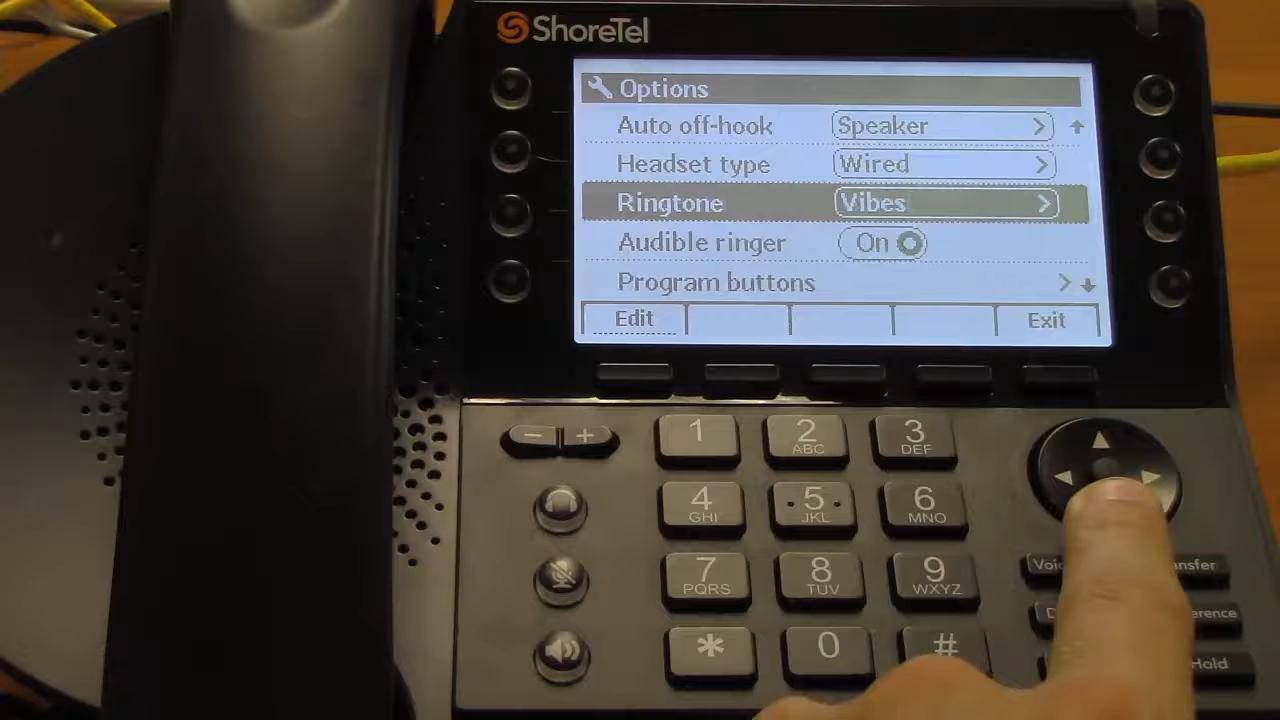 ShoreTel
Options
Auto off-hook Speaker
Headset type Wired
Ringtone Vibes
Audible ringer On
Program buttons
Edit Exit
- +
1
2 ABC
3 DEF
4 GHI
5 JKL
6 MNO
7 PQRS
8 TUV
9 WXYZ
*
0
#
Hold